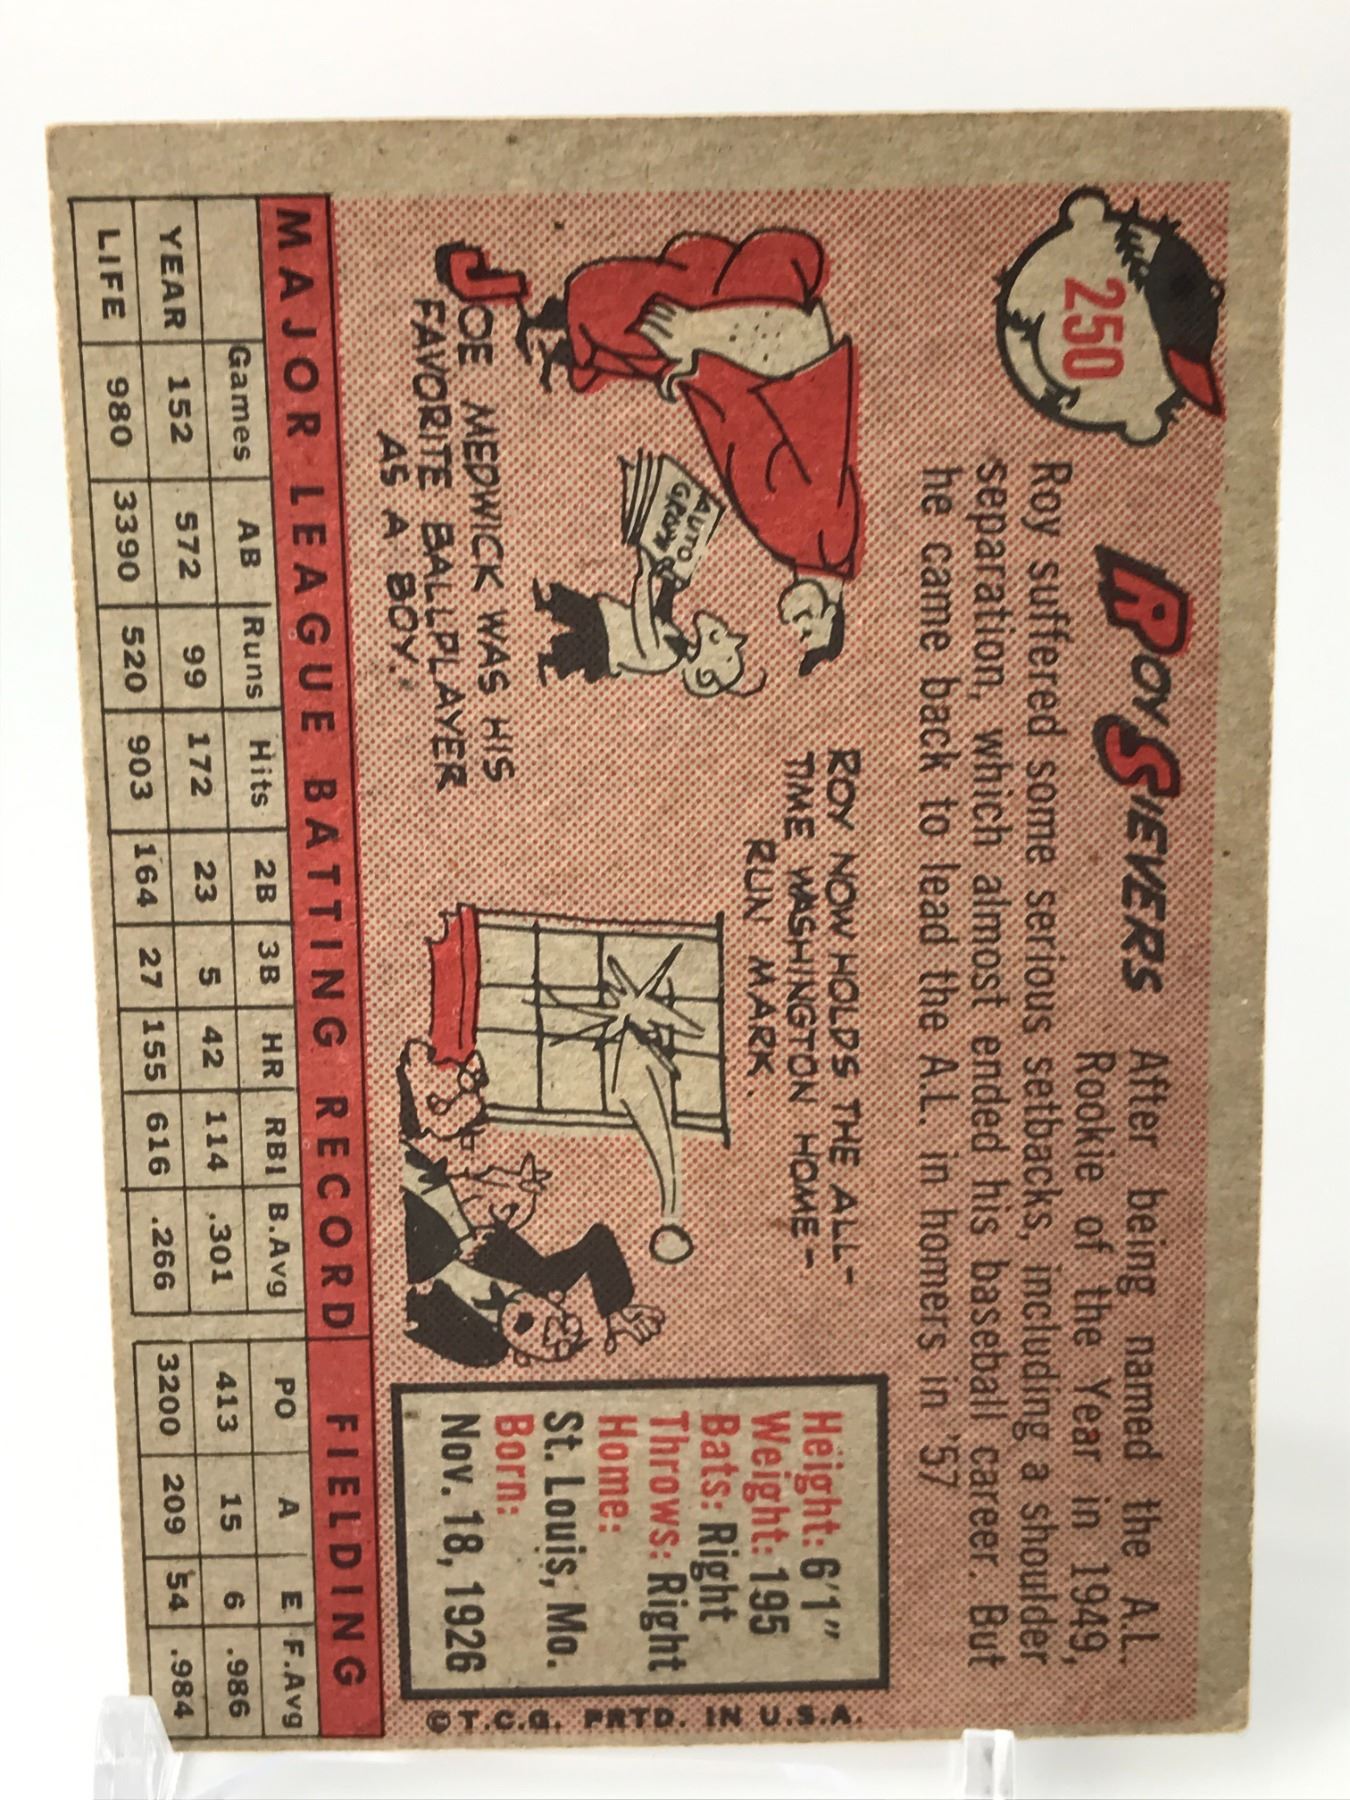 250
ROY SIEVERS
After being named the A.L.
Rookie of the Year in 1949,
Roy suffered some serious setbacks, including a shoulder
separation, which almost ended his baseball career. But
he came back to lead the A.L. in homers in '57
AUTO
GRAPH
JOE MEDWICK WAS HIS
FAVORITE BALLPLAYER
AS A BOY.
ROY NOW HOLDS THE ALL-
TIME WASHINGTON HOME-
RUN MARK.
Height: 6'1"
Weight: 195
Bats: Right
Throws: Right
Home:
St. Louis, Mo.
Born:
Nov. 18, 1926
© T.C.G. PRTD. IN U.S.A.
MAJOR LEAGUE BATTING RECORD FIELDING
Games AB Runs Hits 2B 3B HR RBI B.Avg PO A E F.Avg
YEAR 152 572 99 172 23 5 42 114 .301 413 15 6 .986
LIFE 980 3390 520 903 164 27 155 616 .266 3200 209 54 .984